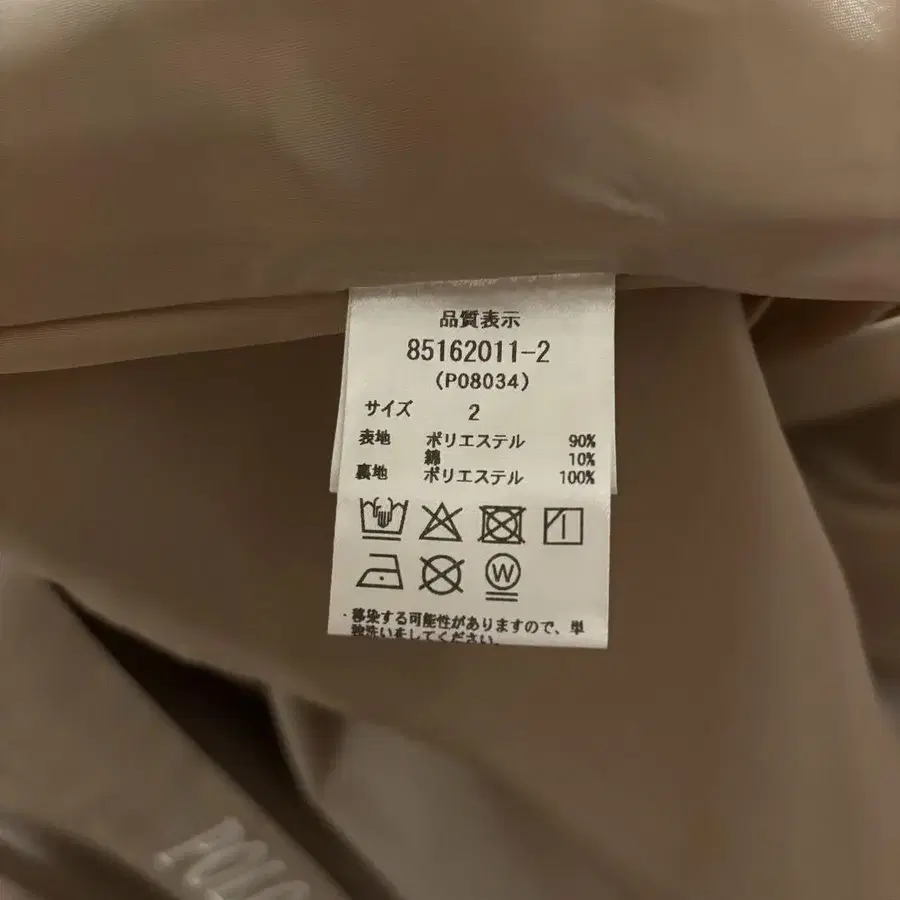 品質表示
85162011-2
(P08034)
サイズ 2
表地 ポリエステル 90%
綿 10%
裏地 ポリエステル 100%
W
・移染する可能性がありますので、単
独洗いをしてください。
POLO